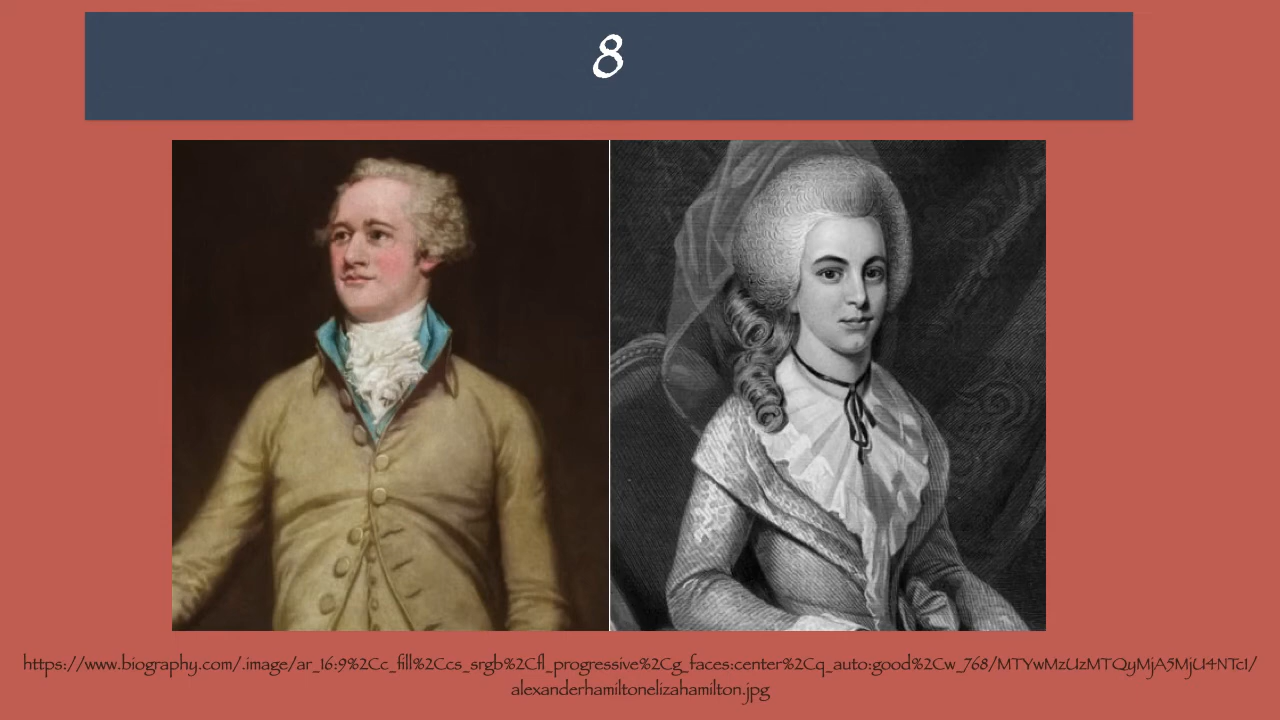 8
https://www.biography.com/.image/ar_16:9%2Cc_fill%2Ccs_srgb%2Cfl_progressive%2Cg_faces:center%2Cq_auto:good%2Cw_768/MTYwMzUzMTQyMjA5MjU4NTc1/
alexanderhamiltonelizahamilton.jpg